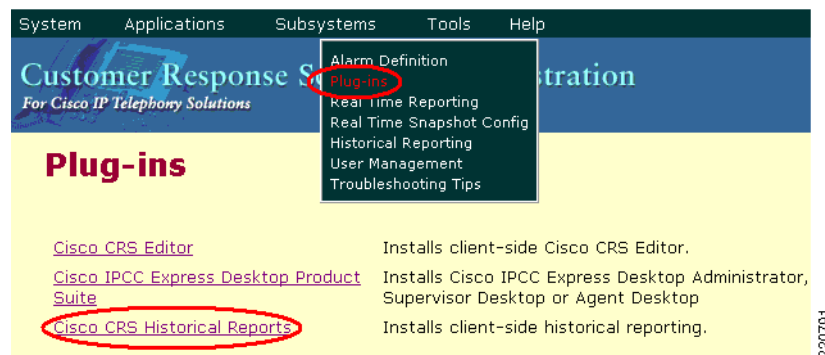 System Applications Subsystems Tools Help
Alarm Definition
Plug-ins
Real Time Reporting
Real Time Snapshot Config
Historical Reporting
User Management
Troubleshooting Tips
Customer Response
For Cisco IP Telephony Solutions
Plug-ins
Cisco CRS Editor Installs client-side Cisco CRS Editor.
Cisco IPCC Express Desktop Product Installs Cisco IPCC Express Desktop Administrator,
Suite Supervisor Desktop or Agent Desktop
Cisco CRS Historical Reports Installs client-side historical reporting.